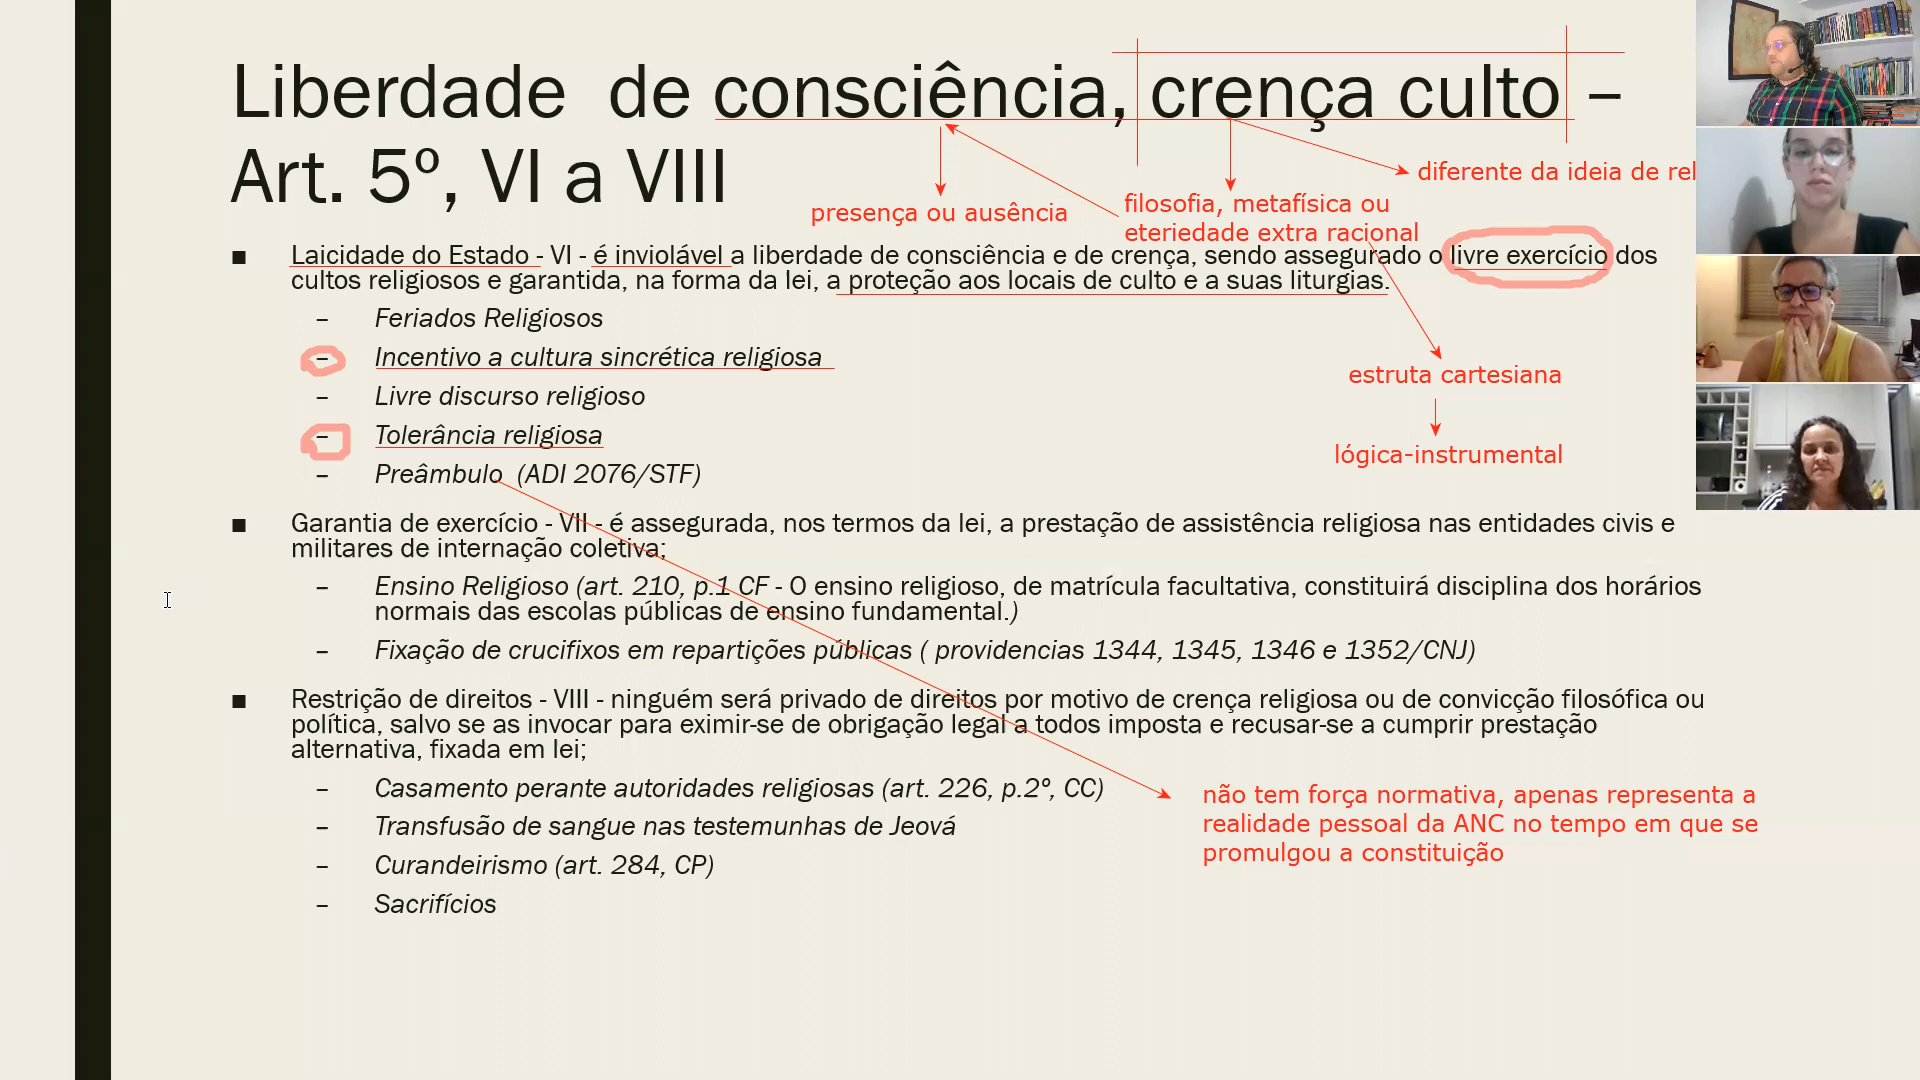 Liberdade de consciência, crença culto –
Art. 5º, VI a VIII
diferente da ideia de rel
presença ou ausência
filosofia, metafísica ou
eteriedade extra racional
■ Laicidade do Estado - VI - é inviolável a liberdade de consciência e de crença, sendo assegurado o livre exercício dos
cultos religiosos e garantida, na forma da lei, a proteção aos locais de culto e a suas liturgias.
– Feriados Religiosos
– Incentivo a cultura sincrética religiosa
estruta cartesiana
– Livre discurso religioso
– Tolerância religiosa
lógica-instrumental
– Preâmbulo (ADI 2076/STF)
■ Garantia de exercício - VII - é assegurada, nos termos da lei, a prestação de assistência religiosa nas entidades civis e
militares de internação coletiva;
– Ensino Religioso (art. 210, p.1 CF - O ensino religioso, de matrícula facultativa, constituirá disciplina dos horários
normais das escolas públicas de ensino fundamental.)
– Fixação de crucifixos em repartições públicas ( providencias 1344, 1345, 1346 e 1352/CNJ)
■ Restrição de direitos - VIII - ninguém será privado de direitos por motivo de crença religiosa ou de convicção filosófica ou
política, salvo se as invocar para eximir-se de obrigação legal a todos imposta e recusar-se a cumprir prestação
alternativa, fixada em lei;
– Casamento perante autoridades religiosas (art. 226, p.2º, CC)
– Transfusão de sangue nas testemunhas de Jeová
– Curandeirismo (art. 284, CP)
– Sacrifícios
não tem força normativa, apenas representa a
realidade pessoal da ANC no tempo em que se
promulgou a constituição